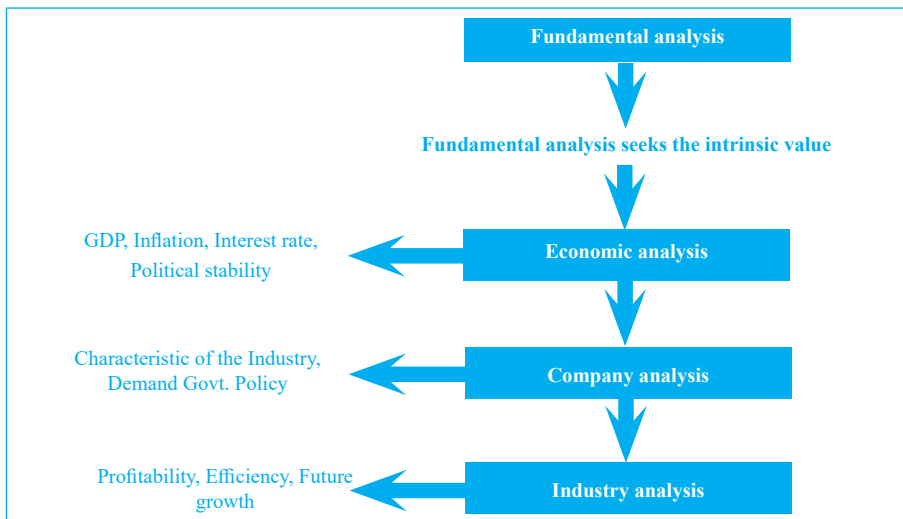 Fundamental analysis
Fundamental analysis seeks the intrinsic value
GDP, Inflation, Interest rate,
Political stability
Economic analysis
Characteristic of the Industry,
Demand Govt. Policy
Company analysis
Profitability, Efficiency, Future
growth
Industry analysis